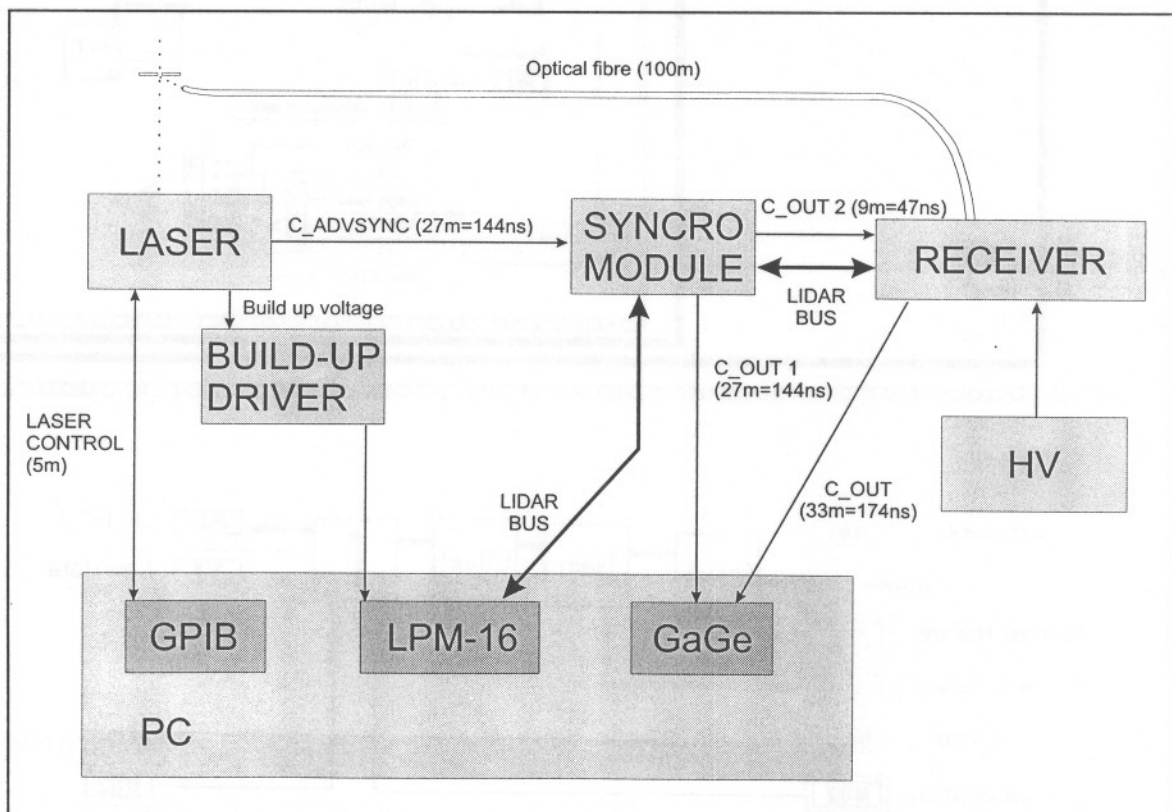 Optical fibre (100m)
LASER
C_ADVSYNC (27m=144ns)
SYNCRO
MODULE
C_OUT 2 (9m=47ns)
RECEIVER
LIDAR
BUS
Build up voltage
BUILD-UP
DRIVER
LASER
CONTROL
(5m)
C_OUT 1
(27m=144ns)
HV
LIDAR
BUS
C_OUT
(33m=174ns)
GPIB
LPM-16
GaGe
PC